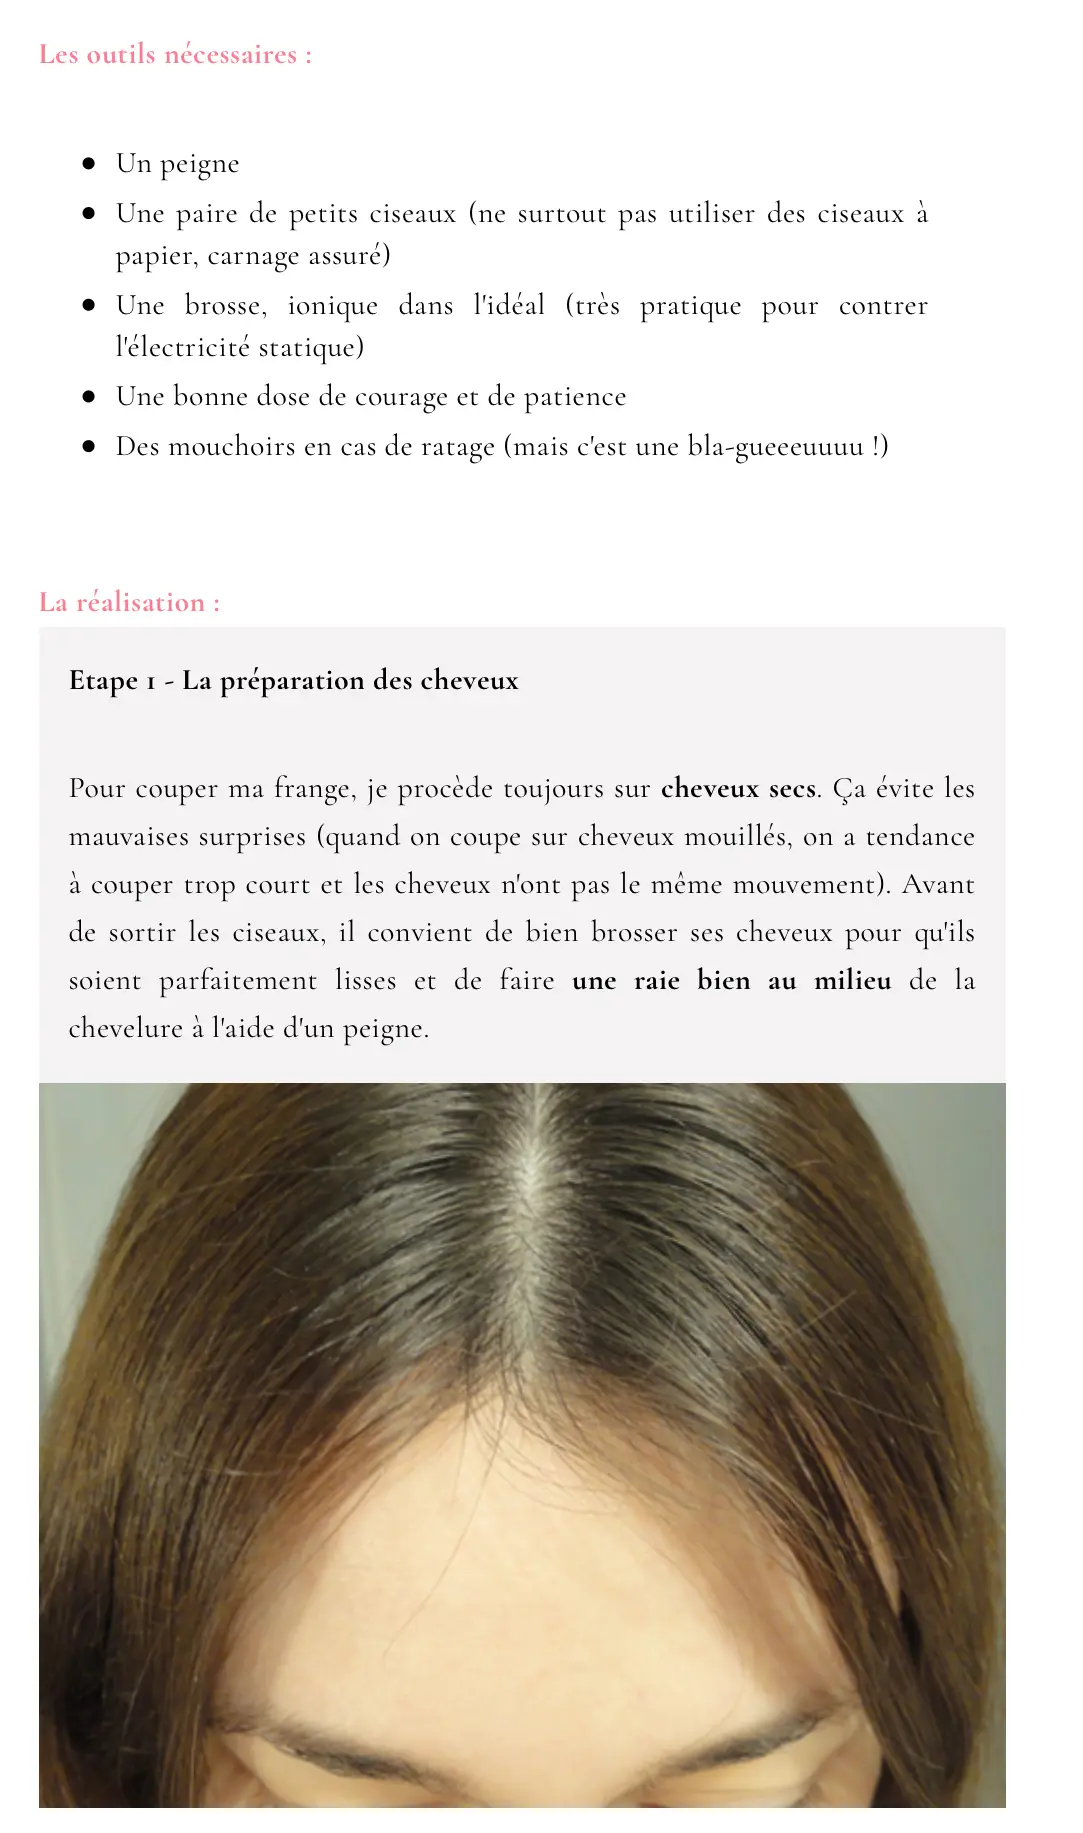 Les outils nécessaires :
Un peigne
Une paire de petits ciseaux (ne surtout pas utiliser des ciseaux à
papier, carnage assuré)
Une brosse, ionique dans l'idéal (très pratique pour contrer
l'électricité statique)
Une bonne dose de courage et de patience
Des mouchoirs en cas de ratage (mais c'est une bla-gueeeuuuu !)
La réalisation :
Etape 1 - La préparation des cheveux
Pour couper ma frange, je procède toujours sur cheveux secs. Ça évite les
mauvaises surprises (quand on coupe sur cheveux mouillés, on a tendance
à couper trop court et les cheveux n'ont pas le même mouvement). Avant
de sortir les ciseaux, il convient de bien brosser ses cheveux pour qu'ils
soient parfaitement lisses et de faire une raie bien au milieu de la
chevelure à l'aide d'un peigne.